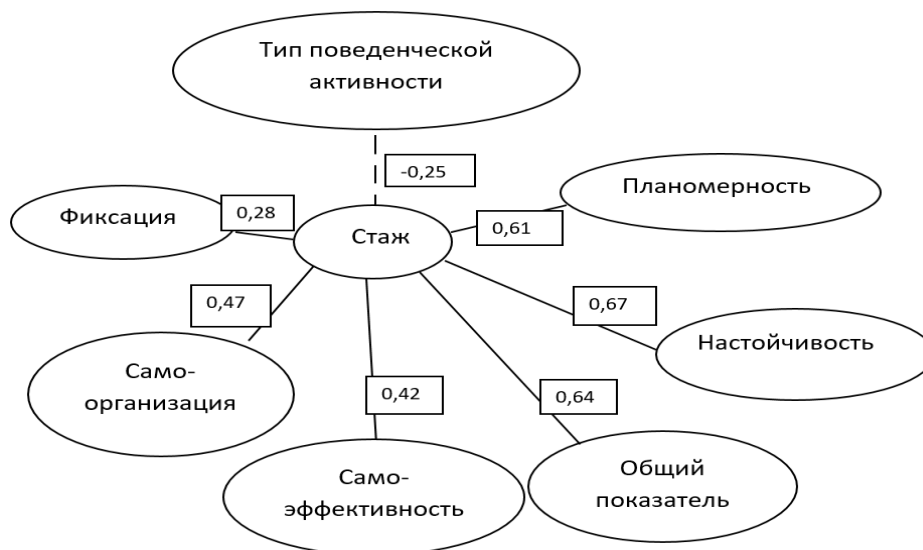 Тип поведенческой
активности
-0,25
Планомерность
0,61
Фиксация
0,28
Стаж
0,47
0,67
Настойчивость
Само-
организация
0,42
0,64
Само-
эффективность
Общий
показатель